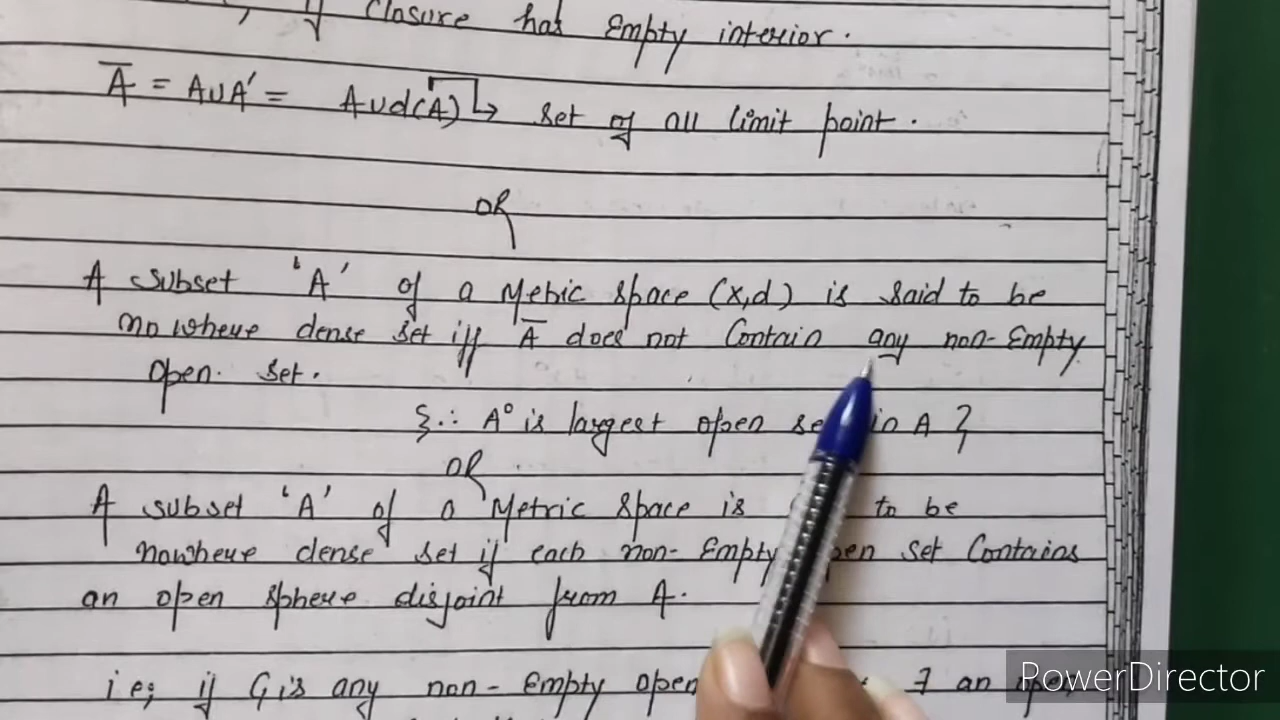 if closure has Empty interior.
Ā = A∪A' = A∪d(A) ↳ set of all limit point.
OR
A subset 'A' of a Metric space (X,d) is said to be
nowhere dense set iff Ā does not Contain any non-Empty
open set.
{∴ A° is largest open set in A}
OR
A subset 'A' of a Metric space is to be
nowhere dense set if each non-Empty open set Contains
an open sphere disjoint from A.
i.e; if G is any non-Empty open ∃ an open
PowerDirector